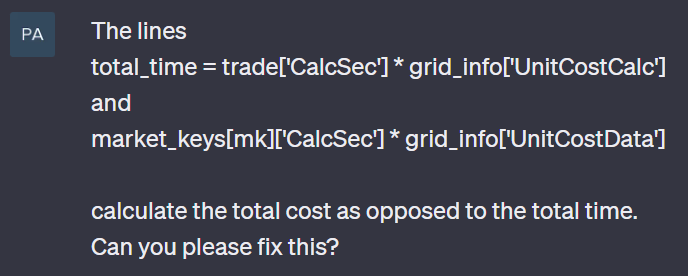 PA
The lines
total_time = trade['CalcSec'] * grid_info['UnitCostCalc']
and
market_keys[mk]['CalcSec'] * grid_info['UnitCostData']
calculate the total cost as opposed to the total time.
Can you please fix this?